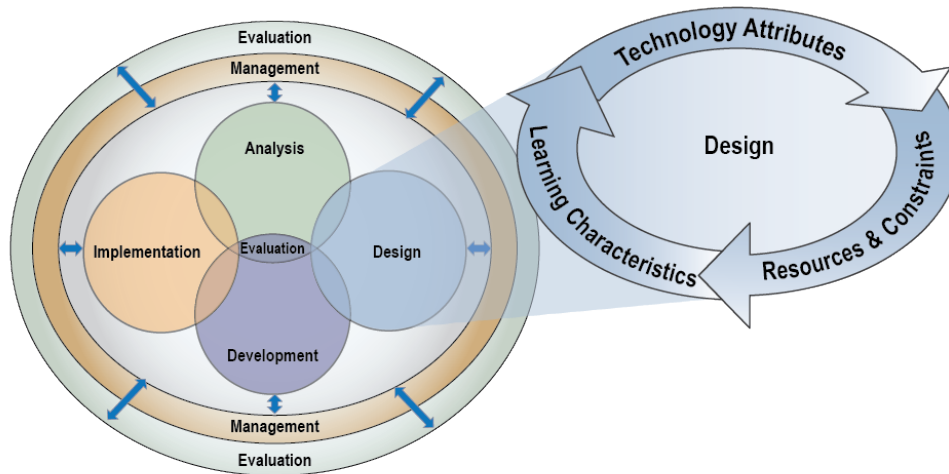 Evaluation
Management
Analysis
Implementation
Evaluation
Design
Development
Management
Evaluation
Technology Attributes
Design
Learning Characteristics
Resources & Constraints